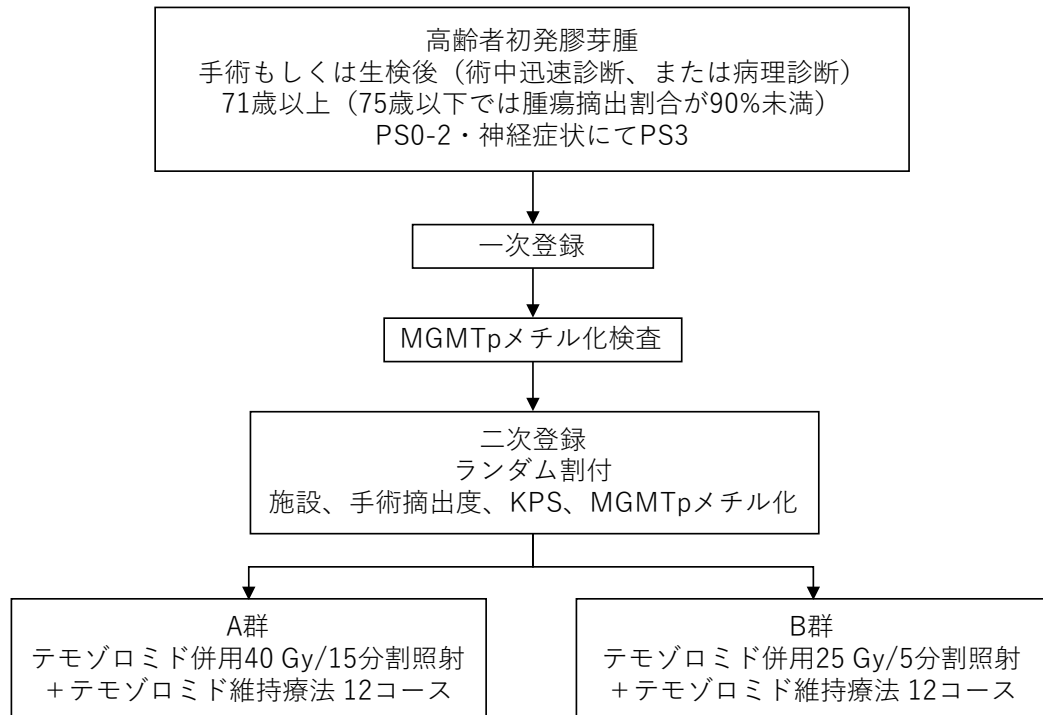 高齢者初発膠芽腫
手術もしくは生検後（術中迅速診断、または病理診断）
71歳以上（75歳以下では腫瘍摘出割合が90%未満）
PS0-2・神経症状にてPS3
一次登録
MGMTpメチル化検査
二次登録
ランダム割付
施設、手術摘出度、KPS、MGMTpメチル化
A群
テモゾロミド併用40 Gy/15分割照射
＋テモゾロミド維持療法 12コース
B群
テモゾロミド併用25 Gy/5分割照射
＋テモゾロミド維持療法 12コース